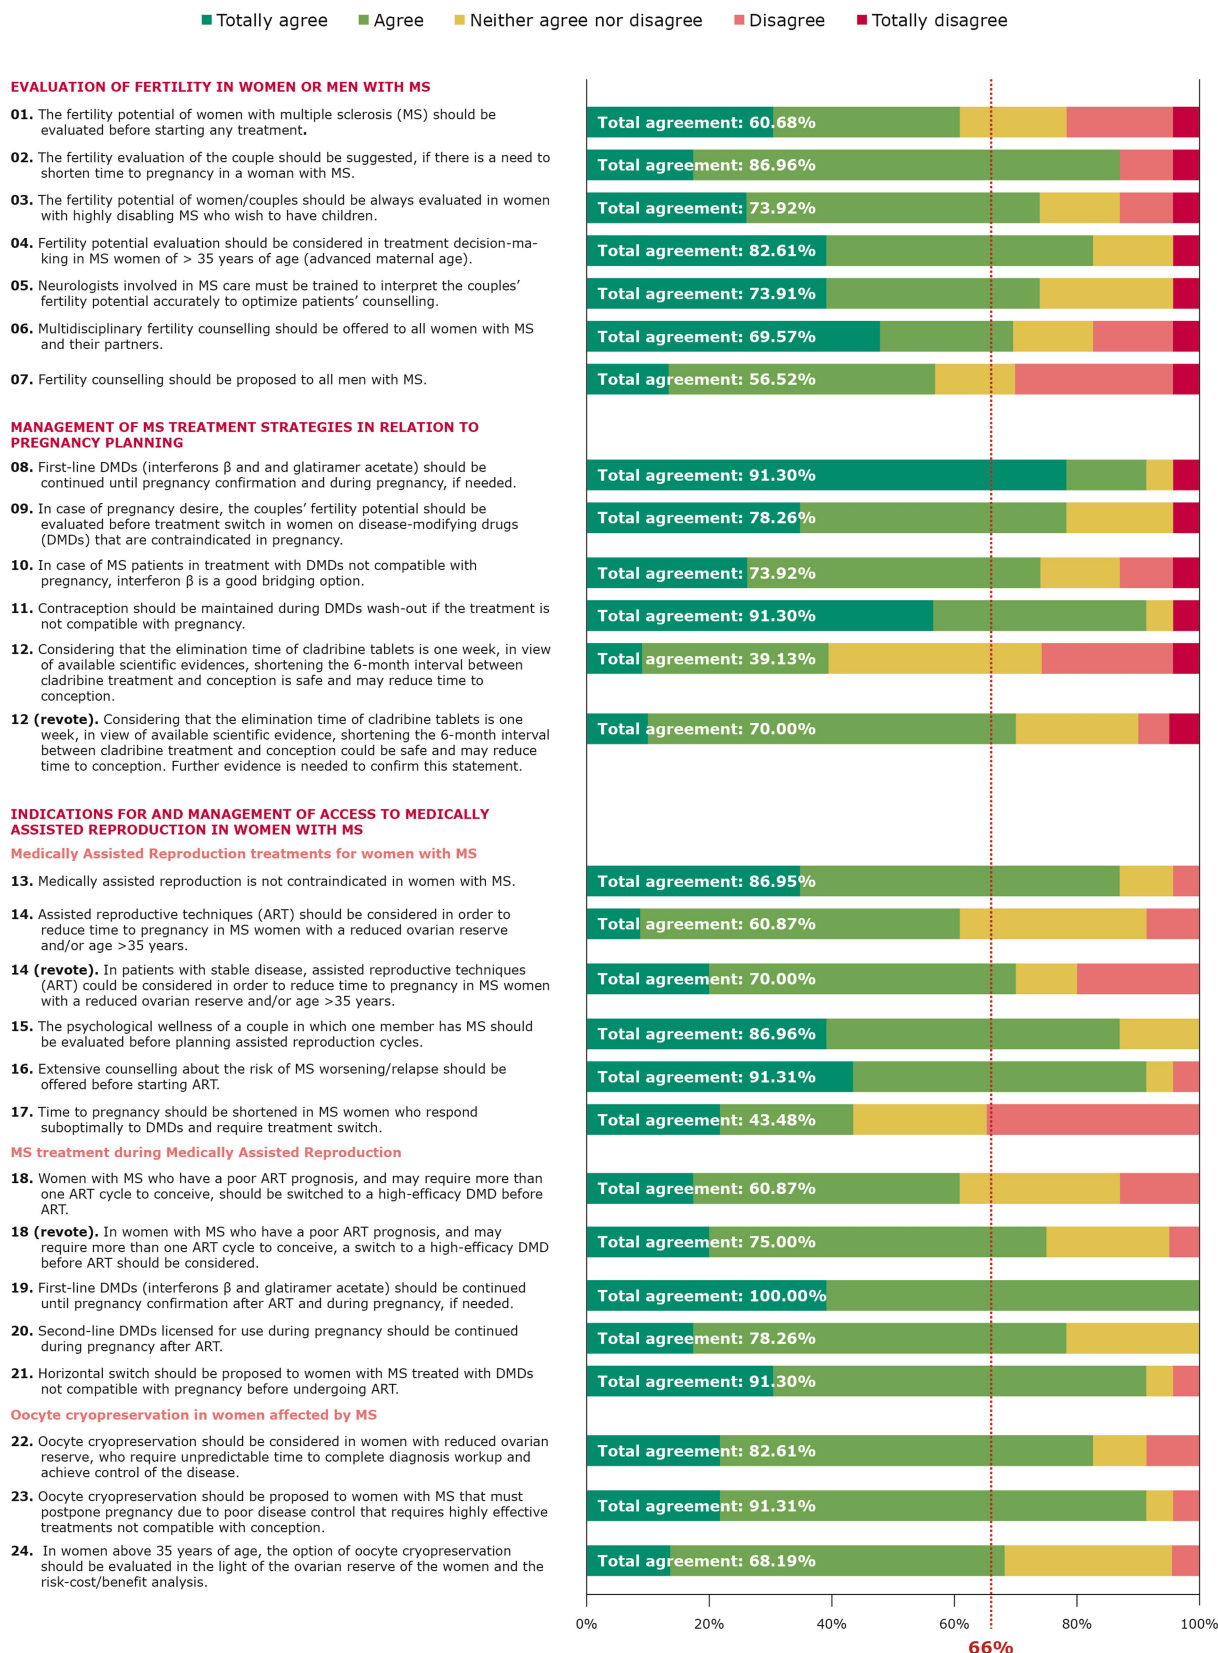 Totally agree Agree Neither agree nor disagree Disagree Totally disagree
EVALUATION OF FERTILITY IN WOMEN OR MEN WITH MS
01. The fertility potential of women with multiple sclerosis (MS) should be
evaluated before starting any treatment.
Total agreement: 60.68%
02. The fertility evaluation of the couple should be suggested, if there is a need to
shorten time to pregnancy in a woman with MS.
Total agreement: 86.96%
03. The fertility potential of women/couples should be always evaluated in women
with highly disabling MS who wish to have children.
Total agreement: 73.92%
04. Fertility potential evaluation should be considered in treatment decision-ma-
king in MS women of > 35 years of age (advanced maternal age).
Total agreement: 82.61%
05. Neurologists involved in MS care must be trained to interpret the couples’
fertility potential accurately to optimize patients’ counselling.
Total agreement: 73.91%
06. Multidisciplinary fertility counselling should be offered to all women with MS
and their partners.
Total agreement: 69.57%
07. Fertility counselling should be proposed to all men with MS.
Total agreement: 56.52%
MANAGEMENT OF MS TREATMENT STRATEGIES IN RELATION TO
PREGNANCY PLANNING
08. First-line DMDs (interferons β and and glatiramer acetate) should be
continued until pregnancy confirmation and during pregnancy, if needed.
Total agreement: 91.30%
09. In case of pregnancy desire, the couples’ fertility potential should be
evaluated before treatment switch in women on disease-modifying drugs
(DMDs) that are contraindicated in pregnancy.
Total agreement: 78.26%
10. In case of MS patients in treatment with DMDs not compatible with
pregnancy, interferon β is a good bridging option.
Total agreement: 73.92%
11. Contraception should be maintained during DMDs wash-out if the treatment is
not compatible with pregnancy.
Total agreement: 91.30%
12. Considering that the elimination time of cladribine tablets is one week, in view
of available scientific evidences, shortening the 6-month interval between
cladribine treatment and conception is safe and may reduce time to
conception.
Total agreement: 39.13%
12 (revote). Considering that the elimination time of cladribine tablets is one
week, in view of available scientific evidence, shortening the 6-month interval
between cladribine treatment and conception could be safe and may reduce
time to conception. Further evidence is needed to confirm this statement.
Total agreement: 70.00%
INDICATIONS FOR AND MANAGEMENT OF ACCESS TO MEDICALLY
ASSISTED REPRODUCTION IN WOMEN WITH MS
Medically Assisted Reproduction treatments for women with MS
13. Medically assisted reproduction is not contraindicated in women with MS.
Total agreement: 86.95%
14. Assisted reproductive techniques (ART) should be considered in order to
reduce time to pregnancy in MS women with a reduced ovarian reserve
and/or age >35 years.
Total agreement: 60.87%
14 (revote). In patients with stable disease, assisted reproductive techniques
(ART) could be considered in order to reduce time to pregnancy in MS women
with a reduced ovarian reserve and/or age >35 years.
Total agreement: 70.00%
15. The psychological wellness of a couple in which one member has MS should
be evaluated before planning assisted reproduction cycles.
Total agreement: 86.96%
16. Extensive counselling about the risk of MS worsening/relapse should be
offered before starting ART.
Total agreement: 91.31%
17. Time to pregnancy should be shortened in MS women who respond
suboptimally to DMDs and require treatment switch.
Total agreement: 43.48%
MS treatment during Medically Assisted Reproduction
18. Women with MS who have a poor ART prognosis, and may require more than
one ART cycle to conceive, should be switched to a high-efficacy DMD before
ART.
Total agreement: 60.87%
18 (revote). In women with MS who have a poor ART prognosis, and may
require more than one ART cycle to conceive, a switch to a high-efficacy DMD
before ART should be considered.
Total agreement: 75.00%
19. First-line DMDs (interferons β and glatiramer acetate) should be continued
until pregnancy confirmation after ART and during pregnancy, if needed.
Total agreement: 100.00%
20. Second-line DMDs licensed for use during pregnancy should be continued
during pregnancy after ART.
Total agreement: 78.26%
21. Horizontal switch should be proposed to women with MS treated with DMDs
not compatible with pregnancy before undergoing ART.
Total agreement: 91.30%
Oocyte cryopreservation in women affected by MS
22. Oocyte cryopreservation should be considered in women with reduced ovarian
reserve, who require unpredictable time to complete diagnosis workup and
achieve control of the disease.
Total agreement: 82.61%
23. Oocyte cryopreservation should be proposed to women with MS that must
postpone pregnancy due to poor disease control that requires highly effective
treatments not compatible with conception.
Total agreement: 91.31%
24. In women above 35 years of age, the option of oocyte cryopreservation
should be evaluated in the light of the ovarian reserve of the women and the
risk-cost/benefit analysis.
Total agreement: 68.19%
0% 20% 40% 60% 80% 100%
66%